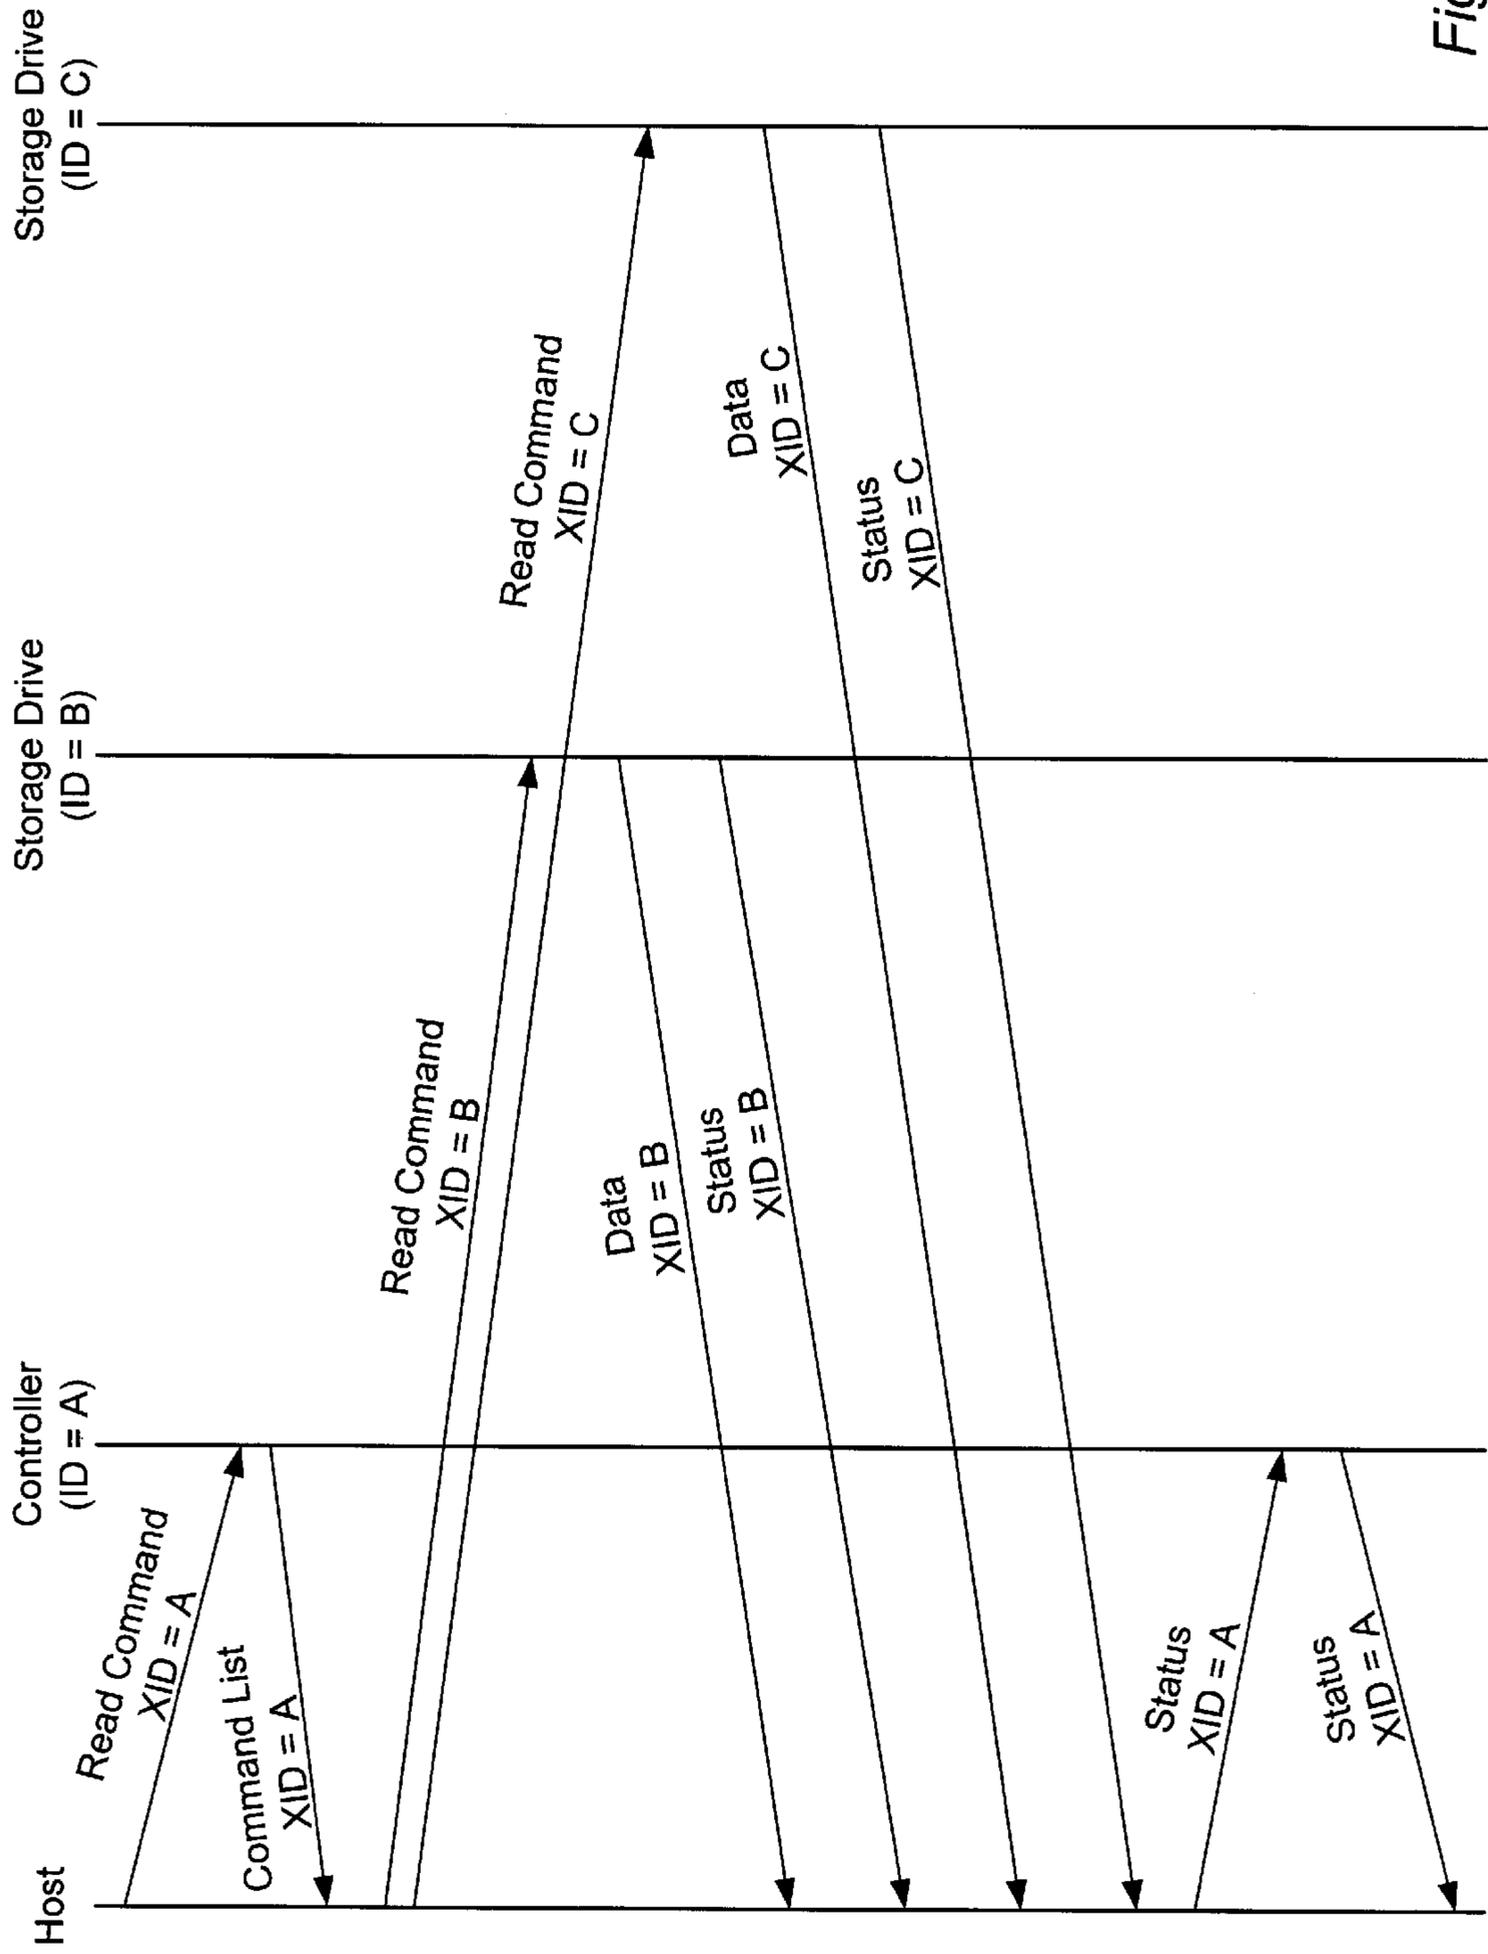 Host
Controller
(ID = A)
Storage Drive
(ID = B)
Storage Drive
(ID = C)
Read Command
XID = A
Command List
XID = A
Read Command
XID = B
Read Command
XID = C
Data
XID = B
Status
XID = B
Data
XID = C
Status
XID = C
Status
XID = A
Status
XID = A